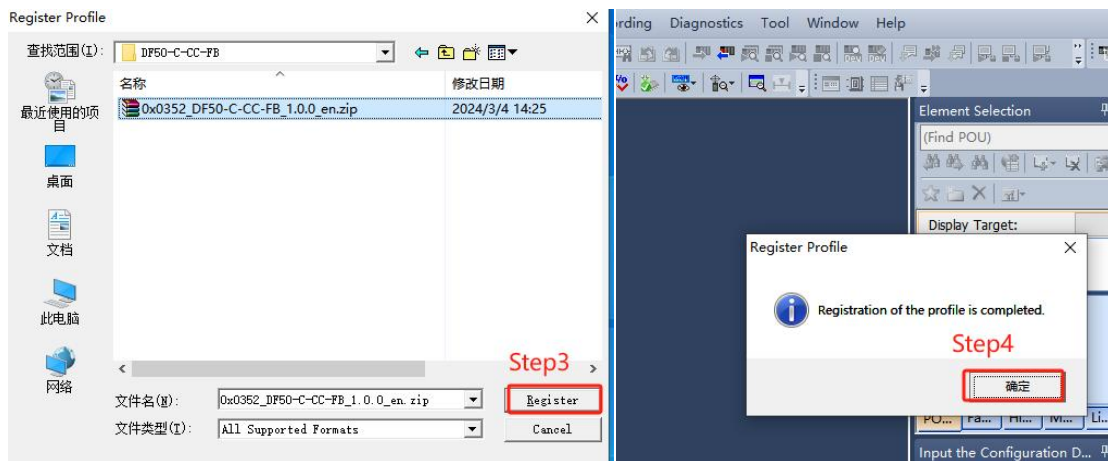 Register Profile
查找范围(I):
DF50-C-CC-FB
名称
修改日期
0x0352_DF50-C-CC-FB_1.0.0_en.zip
2024/3/4 14:25
最近使用的项
目
桌面
文档
此电脑
网络
Step3
文件名(N):
0x0352_DF50-C-CC-FB_1.0.0_en.zip
Register
文件类型(T):
All Supported Formats
Cancel
rding Diagnostics Tool Window Help
Element Selection
(Find POU)
Display Target:
Register Profile
Registration of the profile is completed.
Step4
确定
PO... Fa... Hi... M... Li...
Input the Configuration D...